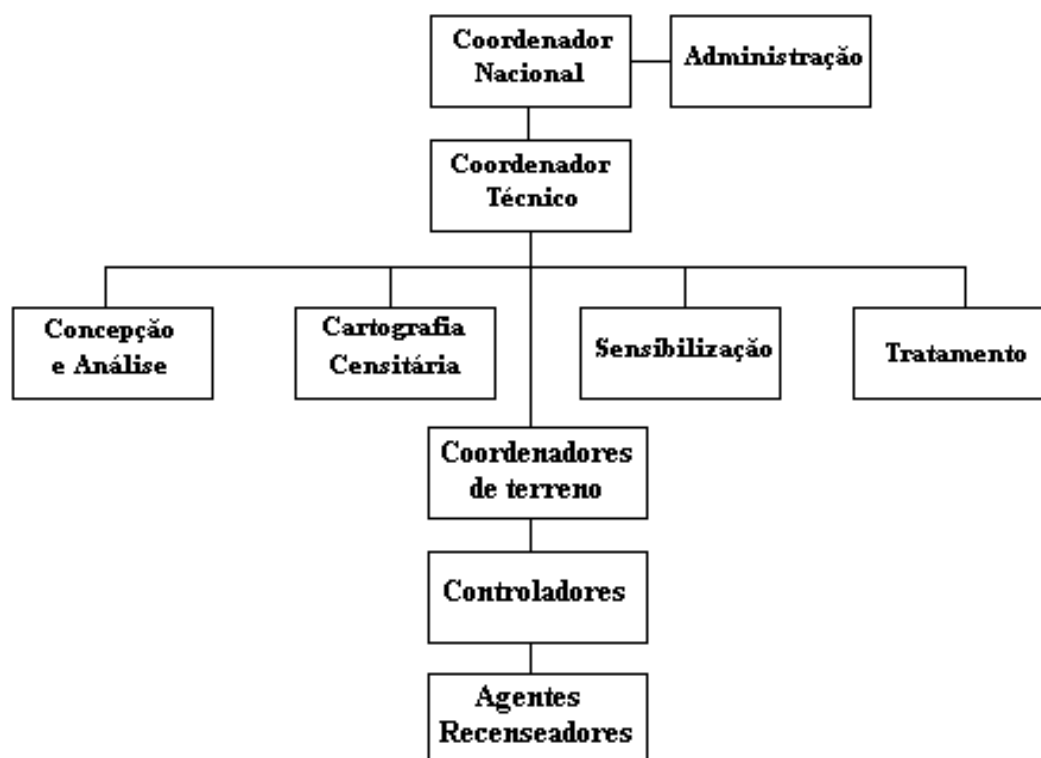 Coordenador
Nacional
Administração
Coordenador
Técnico
Concepção
e Análise
Cartografia
Censitária
Sensibilização
Tratamento
Coordenadores
de terreno
Controladores
Agentes
Recenseadores